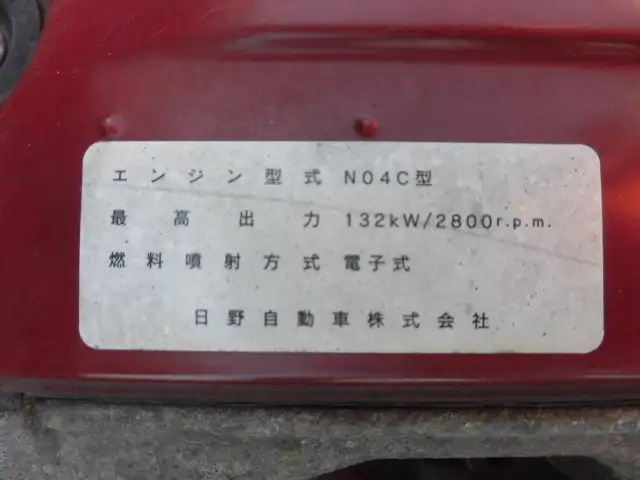 エンジン型式 N04C型
最高出力 132kW/2800r.p.m.
燃料噴射方式 電子式
日野自動車株式会社